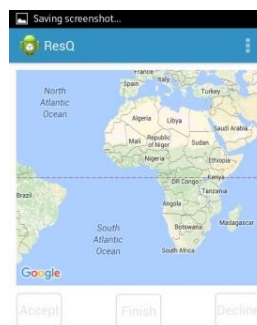 Saving screenshot...
ResQ
France
Spain
Italy
Turkey
North
Atlantic
Ocean
Algeria
Libya
Saudi Arabia
Mali
Republic
of Niger
Sudan
Nigeria
Ethiopia
Kenya
DR Congo
Tanzania
Brazil
Angola
South
Atlantic
Ocean
Botswana
Madagascar
South Africa
Google
Accept
Finish
Decline